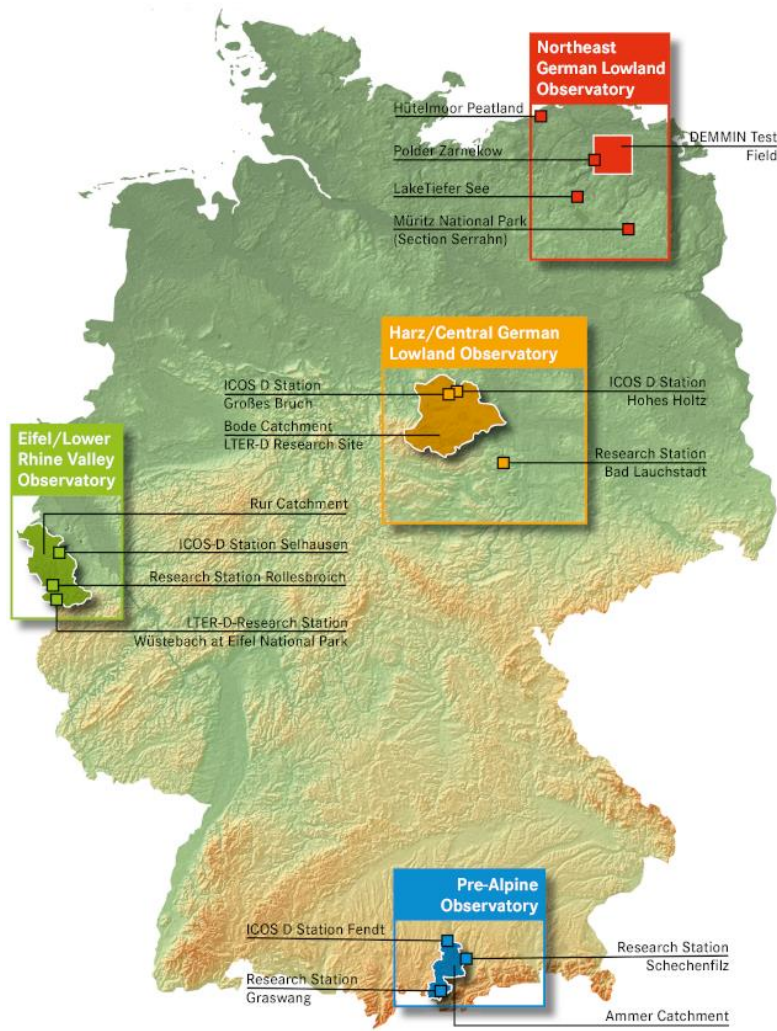 Northeast
German Lowland
Observatory
Hütelmoor Peatland
DEMMIN Test
Field
Polder Zarnekow
LakeTiefer See
Müritz National Park
(Section Serrahn)
Harz/Central German
Lowland Observatory
ICOS D Station
Großes Bruch
ICOS D Station
Hohes Holtz
Bode Catchment
LTER-D Research Site
Research Station
Bad Lauchstadt
Eifel/Lower
Rhine Valley
Observatory
Rur Catchment
ICOS-D Station Selhausen
Research Station Rollesbroich
LTER-D-Research Station
Wüstebach at Eifel National Park
Pre-Alpine
Observatory
ICOS D Station Fendt
Research Station
Schechenfilz
Research Station
Graswang
Ammer Catchment